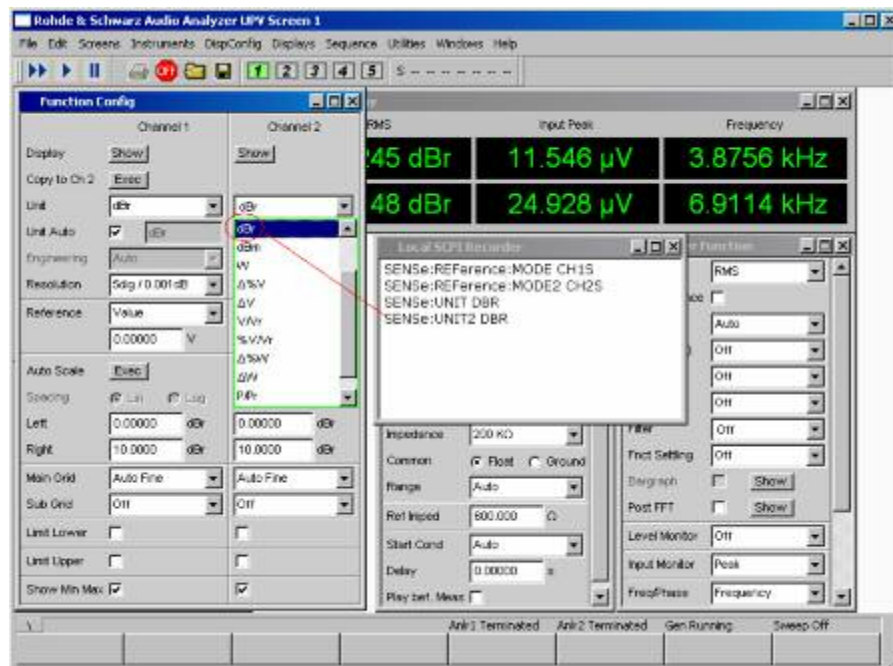 Rohde & Schwarz Audio Analyzer UPV Screen 1
File Edit Screens Instruments DispConfig Displays Sequence Utilities Windows Help
OFF 1 2 3 4 5 S -- -- -- -- --
Function Config
Channel 1 Channel 2
Display Show Show
Copy to Ch 2 Exec
Unit dBr dBr
Unit Auto dBr
Engineering Auto
Resolution 5dig / 0.001dB
Reference Value
0.00000 V
Auto Scale Exec
Spacing Lin Log
Left 0.00000 dBr 0.00000 dBr
Right 10.0000 dBr 10.0000 dBr
Main Grid Auto Fine Auto Fine
Sub Grid Off Off
Limit Lower
Limit Upper
Show Min Max
dBr
dBm
W
Δ%V
ΔV
V/Vr
%V/Vr
Δ%W
ΔW
P/Pr
RMS Input Peak Frequency
245 dBr 11.546 µV 3.8756 kHz
48 dBr 24.928 µV 6.9114 kHz
Local SCPI Recorder
SENSe:REFerence:MODE CH1S
SENSe:REFerence:MODE2 CH2S
SENSe:UNIT DBR
SENSe:UNIT2 DBR
Impedance 200 KΩ
Common Float Ground
Range Auto
Ref Imped 600.000 Ω
Start Cond Auto
Delay 0.00000 s
Play bef. Meas
Function
RMS
Auto
Off
Off
Off
Filter Off
Fnct Settling Off
Bargraph Show
Post FFT Show
Level Monitor Off
Input Monitor Peak
Freq/Phase Frequency
Anlr1 Terminated Anlr2 Terminated Gen Running Sweep Off